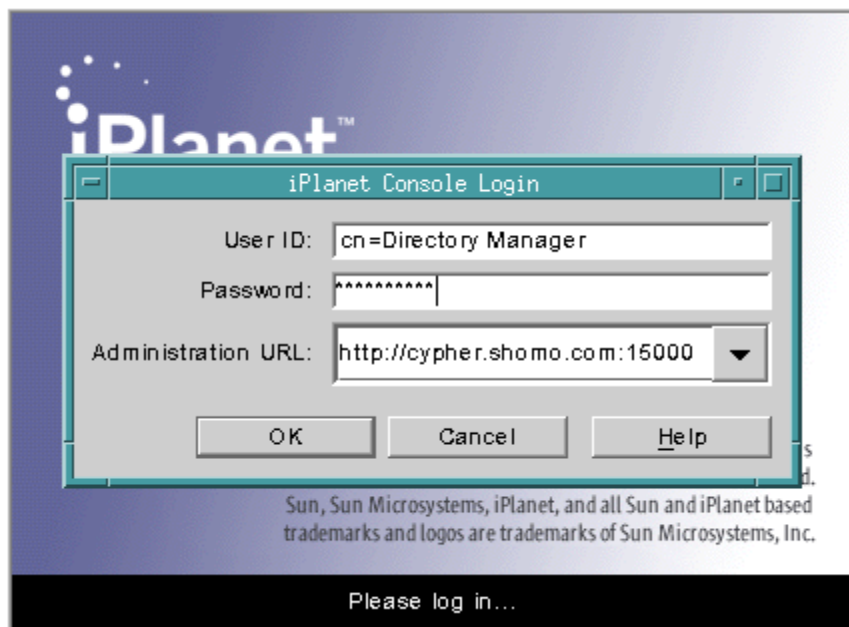 iPlanet™
iPlanet Console Login
User ID: cn=Directory Manager
Password: **********
Administration URL: http://cypher.shomo.com:15000
OK Cancel Help
s
d.
Sun, Sun Microsystems, iPlanet, and all Sun and iPlanet based
trademarks and logos are trademarks of Sun Microsystems, Inc.
Please log in...